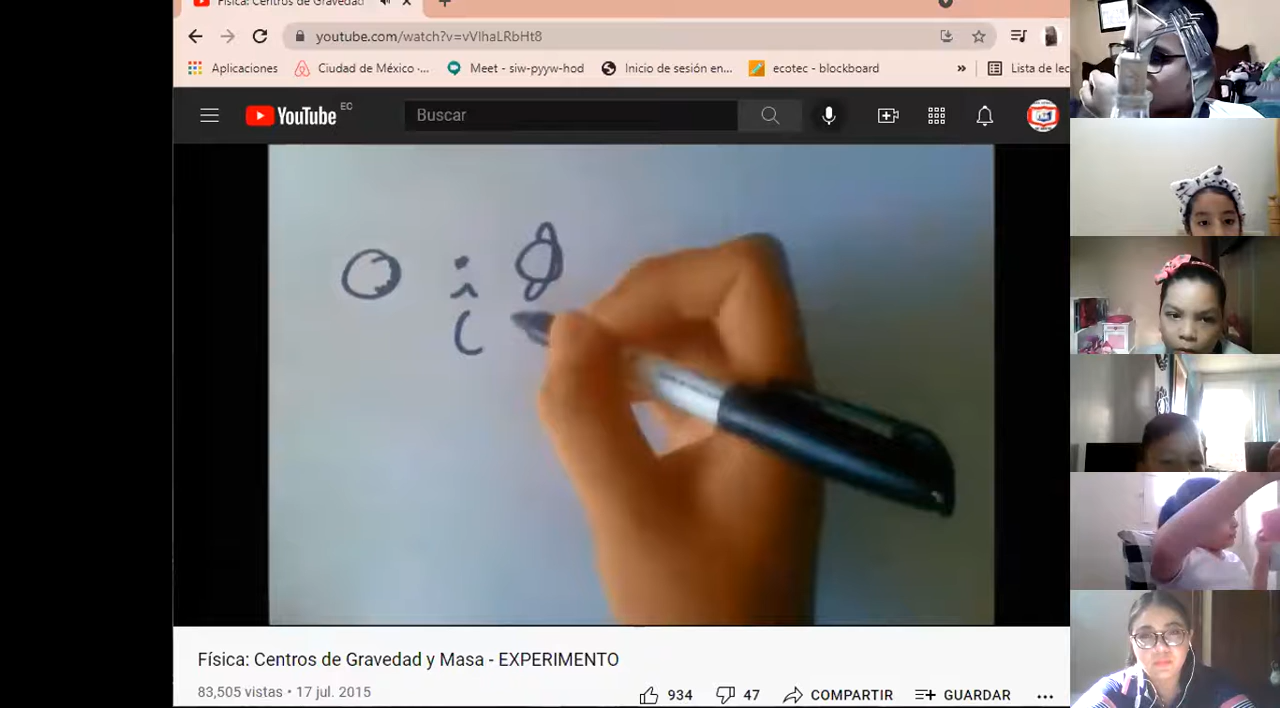 Física: Centros de Gravedad
youtube.com/watch?v=vVlhaLRbHt8
Aplicaciones Ciudad de México ·... Meet - siw-pyyw-hod Inicio de sesión en... ecotec - blockboard » Lista de lec
YouTube EC Buscar
Física: Centros de Gravedad y Masa - EXPERIMENTO
83,505 vistas • 17 jul. 2015 934 47 COMPARTIR GUARDAR ...